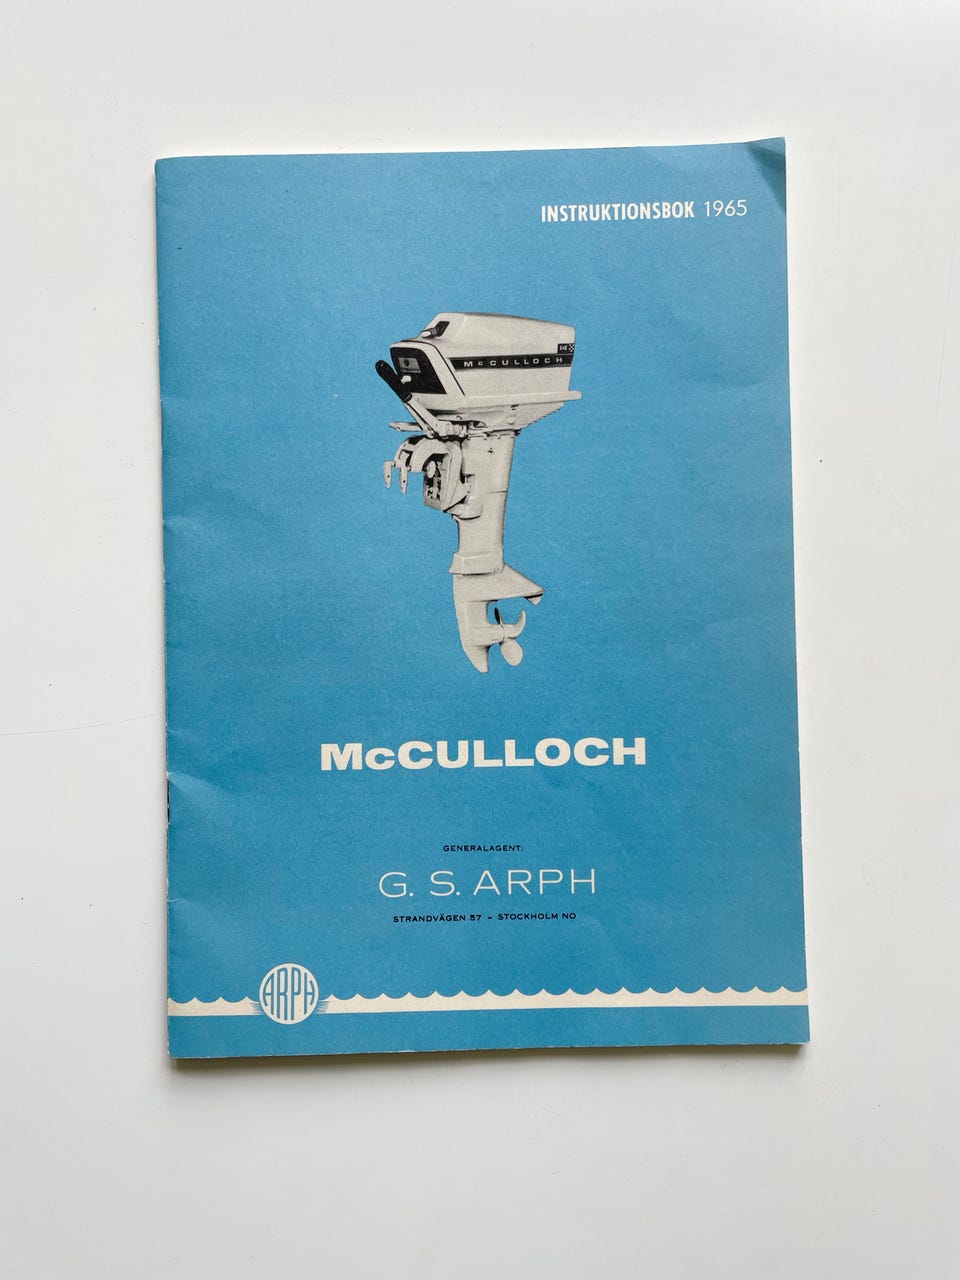 INSTRUKTIONSBOK 1965
14
McCULLOCH
McCULLOCH
GENERALAGENT:
G. S. ARPH
STRANDVÄGEN 57 – STOCKHOLM NO
ARPH